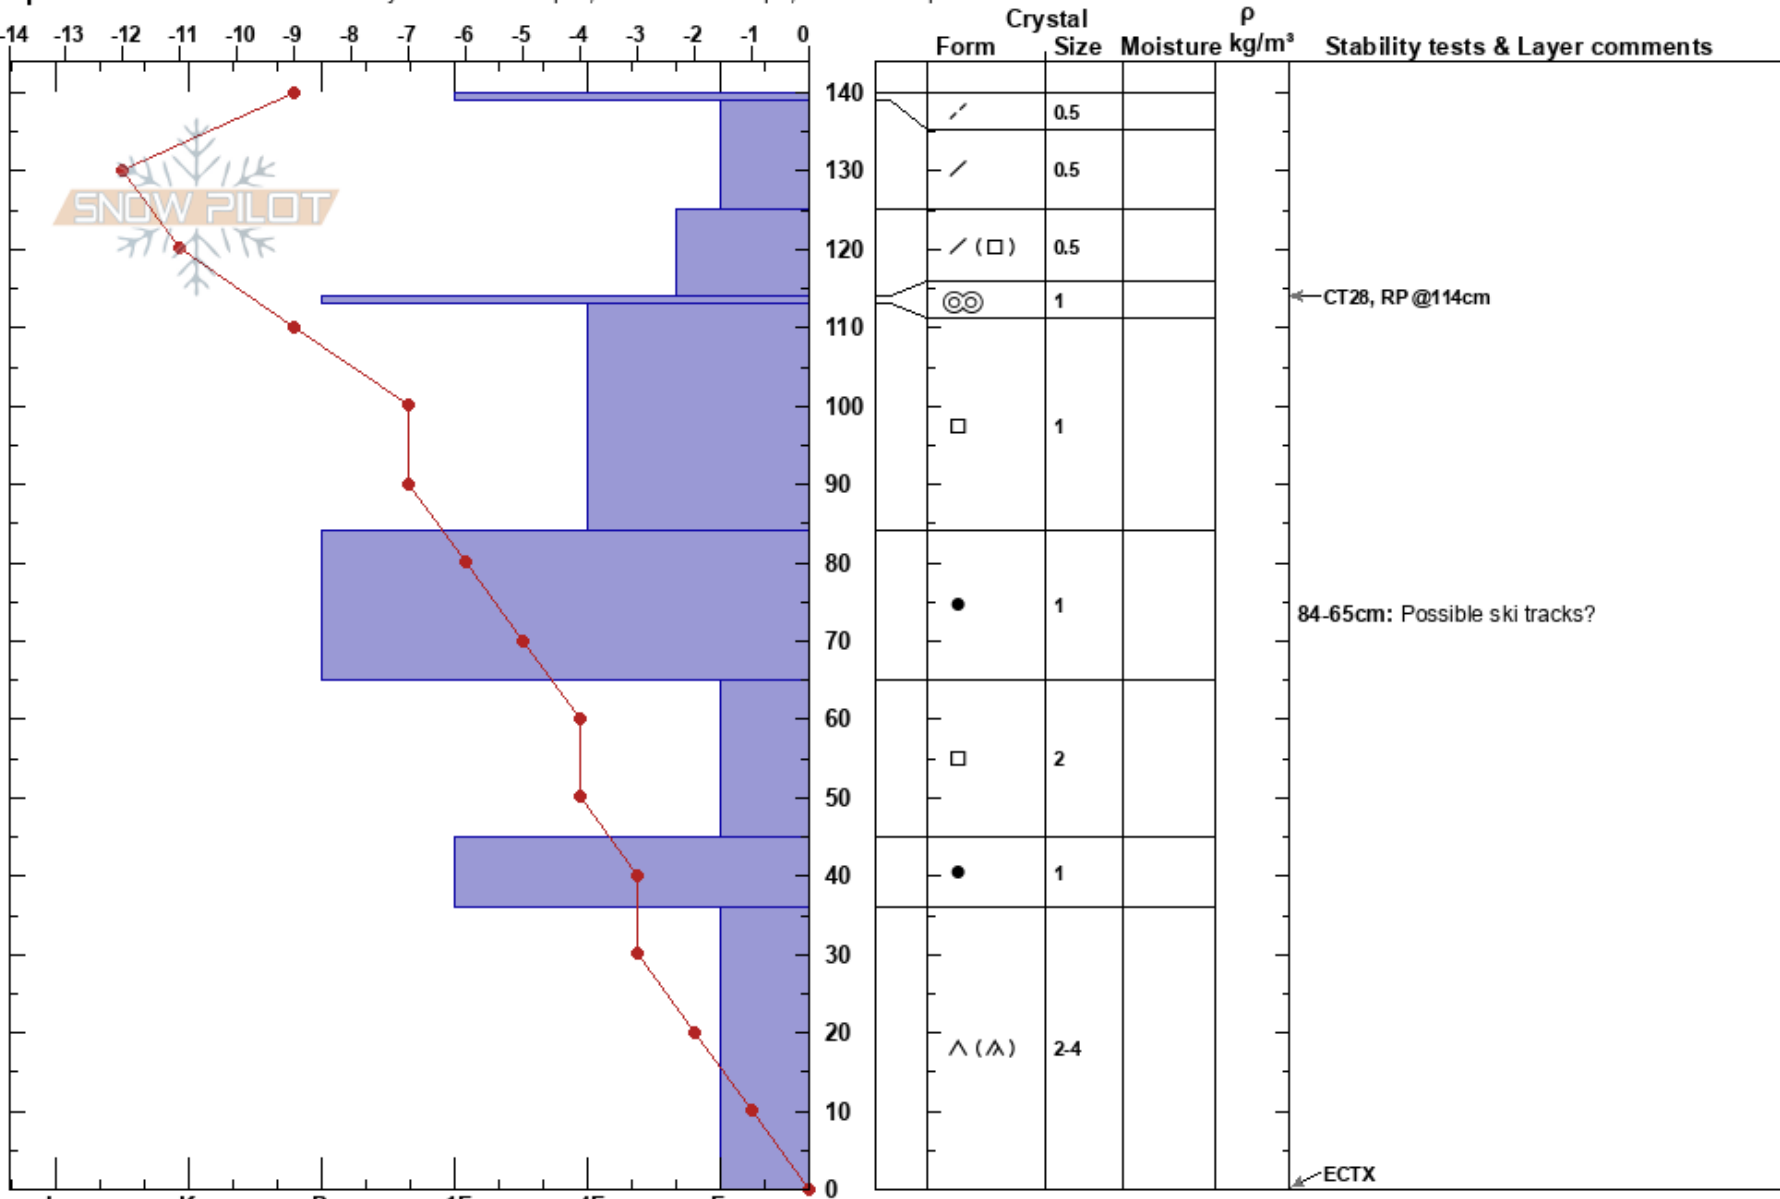 Crystal ρ
-14 -13 -12 -11 -10 -9 -8 -7 -6 -5 -4 -3 -2 -1 0 Form Size Moisture kg/m³ Stability tests & Layer comments
140 0.5
130 0.5
SNOW PILOT
120 ( ) 0.5
1 CT28, RP @114cm
110
100
1
90
80
1 84-65cm: Possible ski tracks?
70
60
2
50
40 1
30
20
( ) 2-4
10
ECTX
0